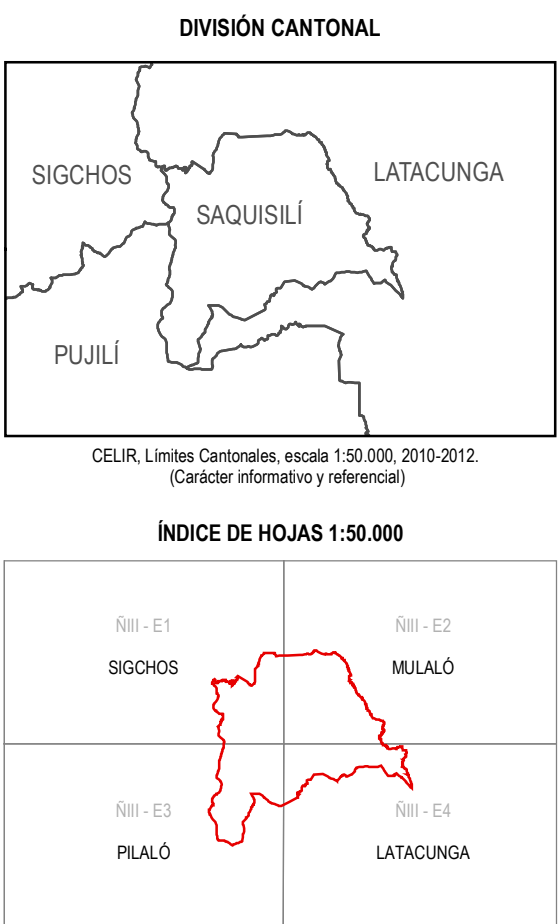 DIVISIÓN CANTONAL
SIGCHOS
LATACUNGA
SAQUISILÍ
PUJILÍ
CELIR, Límites Cantonales, escala 1:50.000, 2010-2012.
(Carácter informativo y referencial)
ÍNDICE DE HOJAS 1:50.000
ÑIII - E1
ÑIII - E2
SIGCHOS
MULALÓ
ÑIII - E3
ÑIII - E4
PILALÓ
LATACUNGA